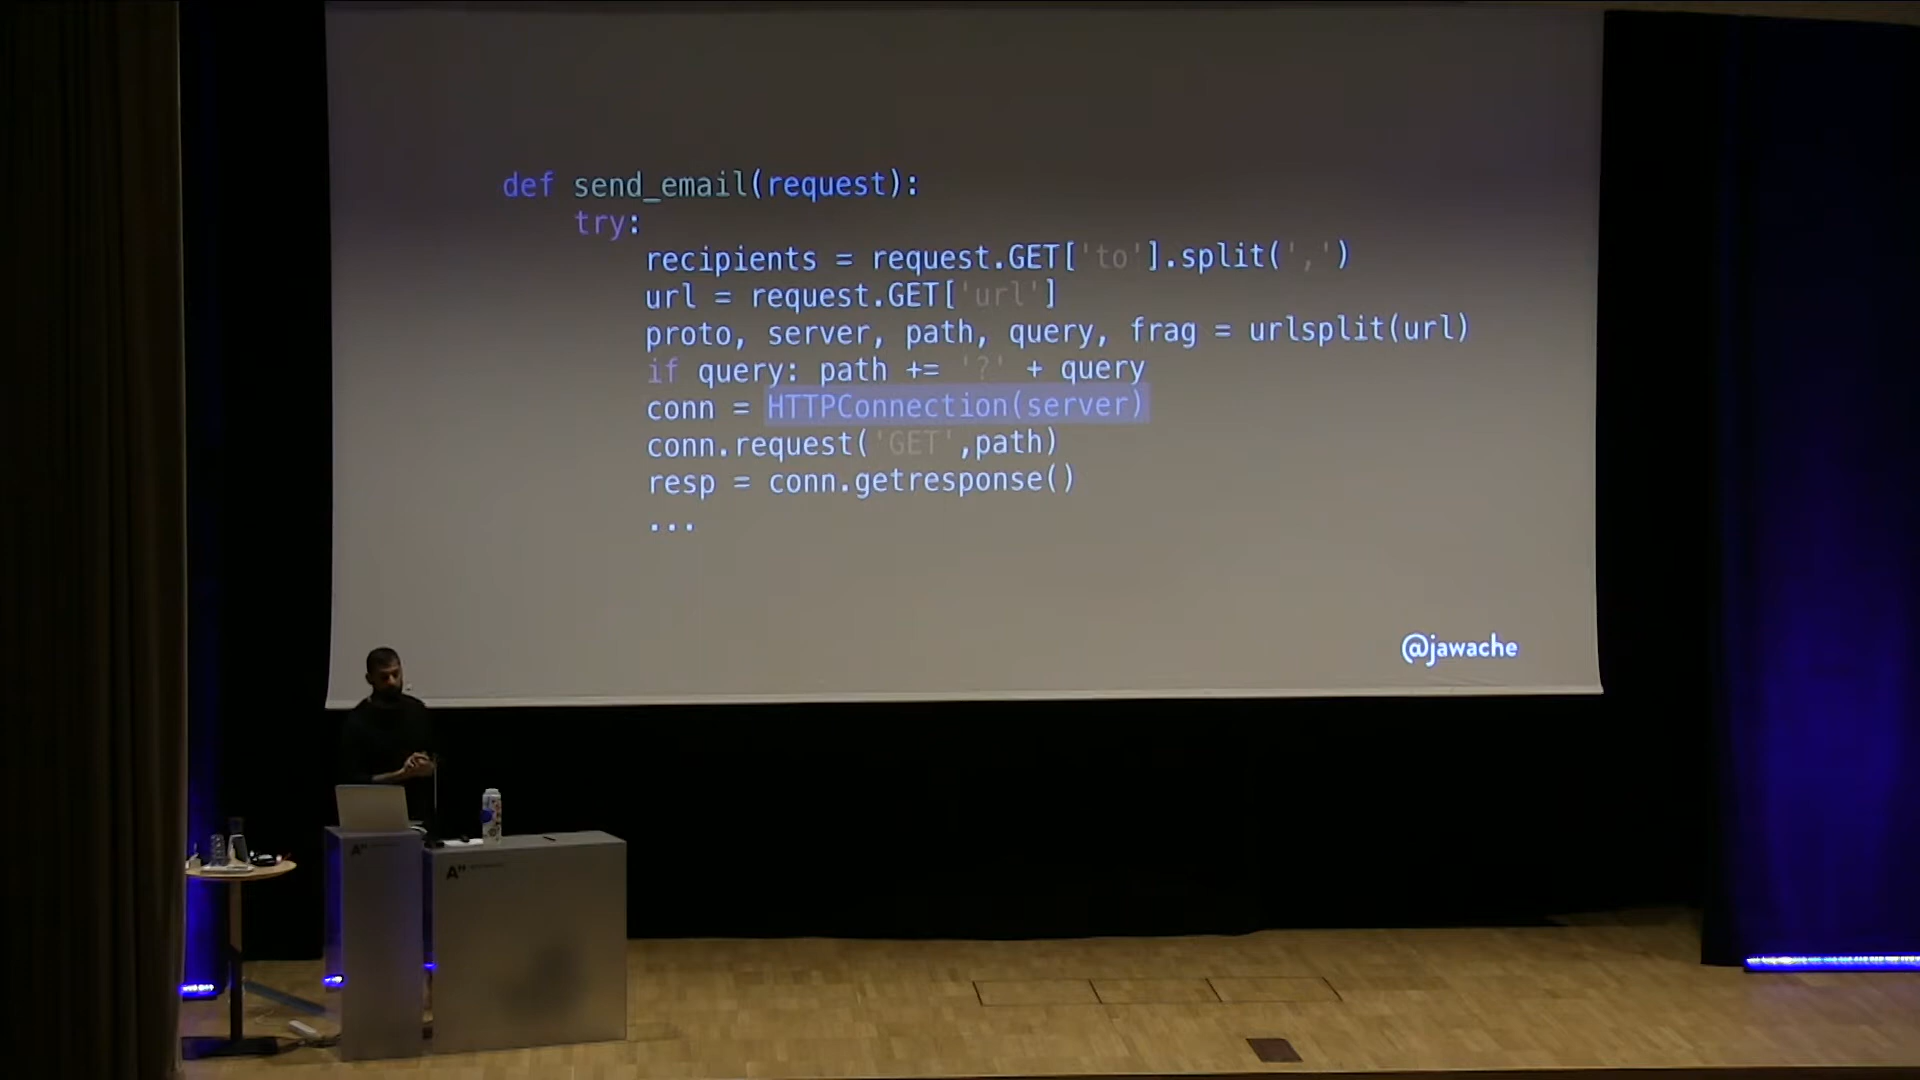 def send_email(request):
try:
recipients = request.GET['to'].split(',')
url = request.GET['url']
proto, server, path, query, frag = urlsplit(url)
if query: path += '?' + query
conn = HTTPConnection(server)
conn.request('GET',path)
resp = conn.getresponse()
...
@jawache
A"
A"